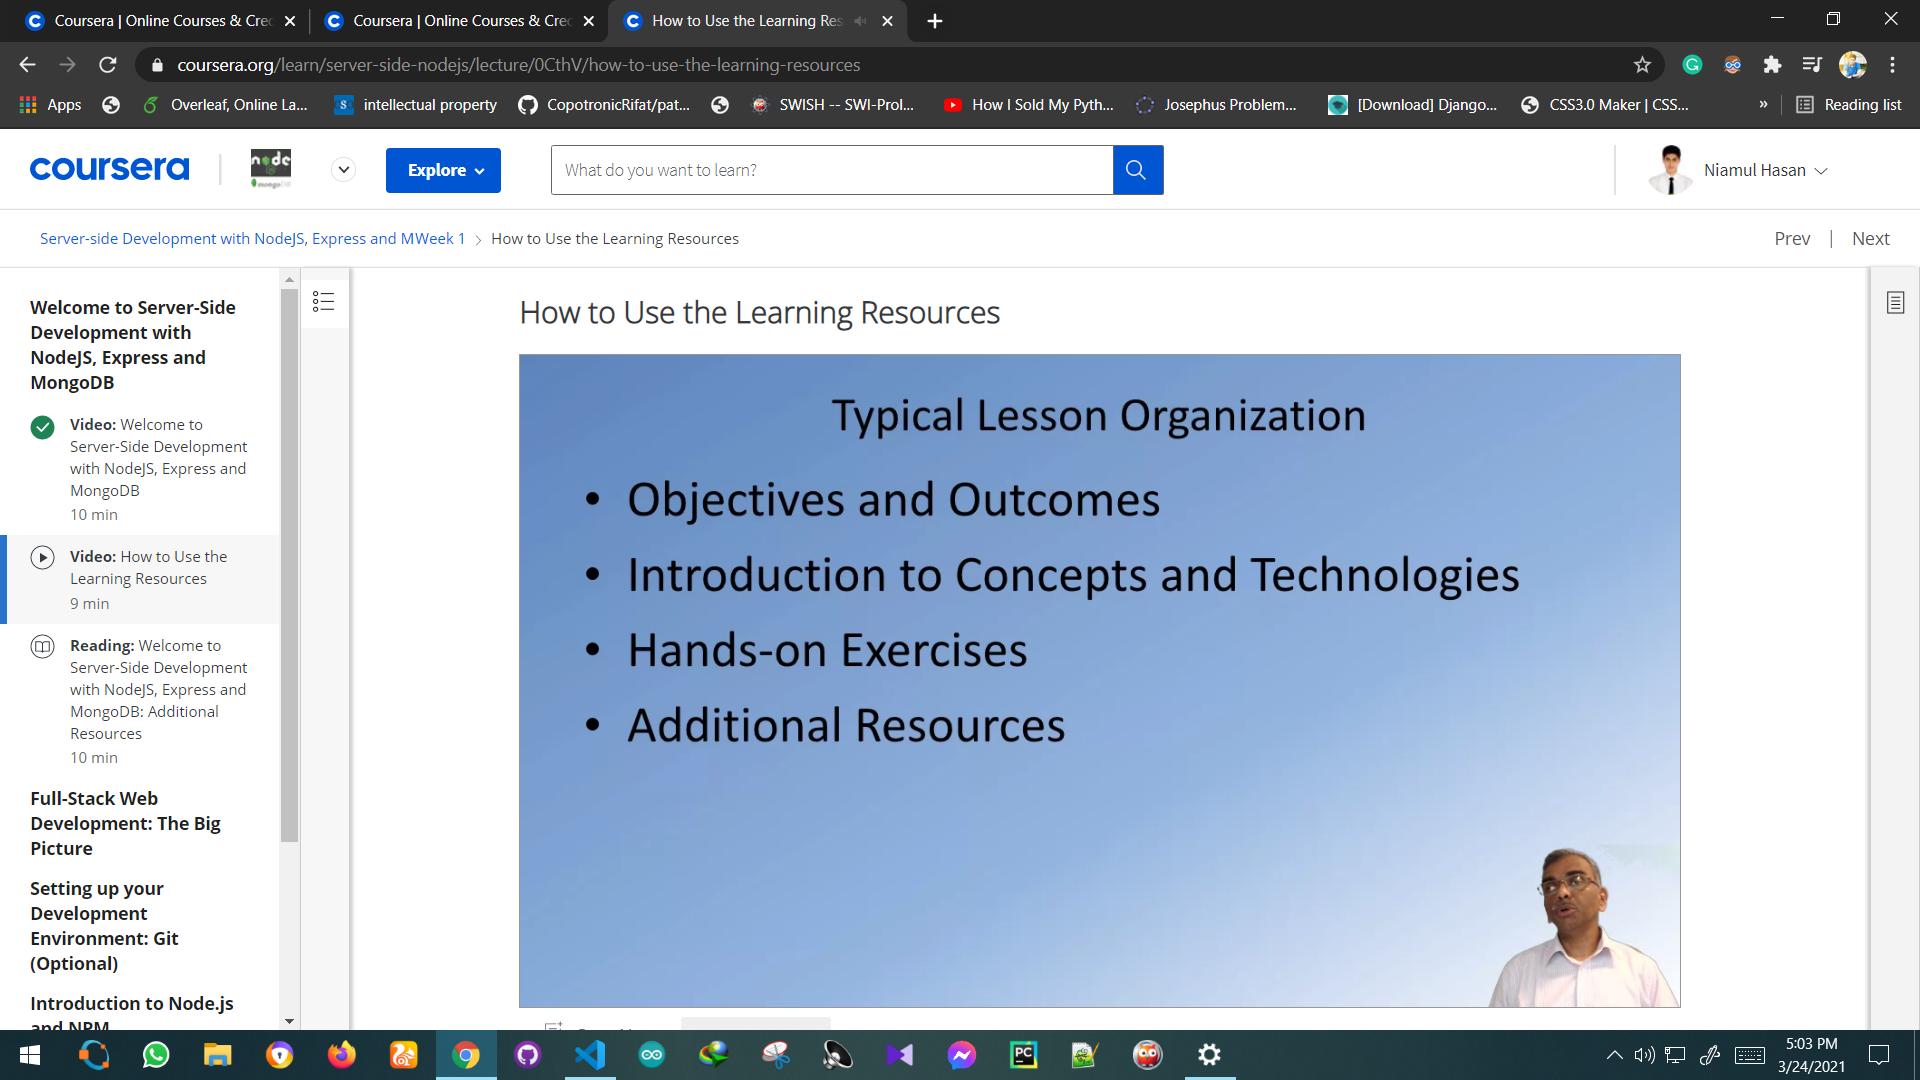 Coursera | Online Courses & Cre
Coursera | Online Courses & Cre
How to Use the Learning Res
coursera.org/learn/server-side-nodejs/lecture/0CthV/how-to-use-the-learning-resources
Apps
Overleaf, Online La...
intellectual property
CopotronicRifat/pat...
SWISH -- SWI-Prol...
How I Sold My Pyth...
Josephus Problem...
[Download] Django...
CSS3.0 Maker | CSS...
»
Reading list
coursera
node
mongoDB
Explore
What do you want to learn?
Niamul Hasan
Server-side Development with NodeJS, Express and MWeek 1 > How to Use the Learning Resources
Prev | Next
Welcome to Server-Side
Development with
NodeJS, Express and
MongoDB
Video: Welcome to
Server-Side Development
with NodeJS, Express and
MongoDB
10 min
Video: How to Use the
Learning Resources
9 min
Reading: Welcome to
Server-Side Development
with NodeJS, Express and
MongoDB: Additional
Resources
10 min
Full-Stack Web
Development: The Big
Picture
Setting up your
Development
Environment: Git
(Optional)
Introduction to Node.js
and NPM
How to Use the Learning Resources
Typical Lesson Organization
• Objectives and Outcomes
• Introduction to Concepts and Technologies
• Hands-on Exercises
• Additional Resources
PC
5:03 PM
3/24/2021